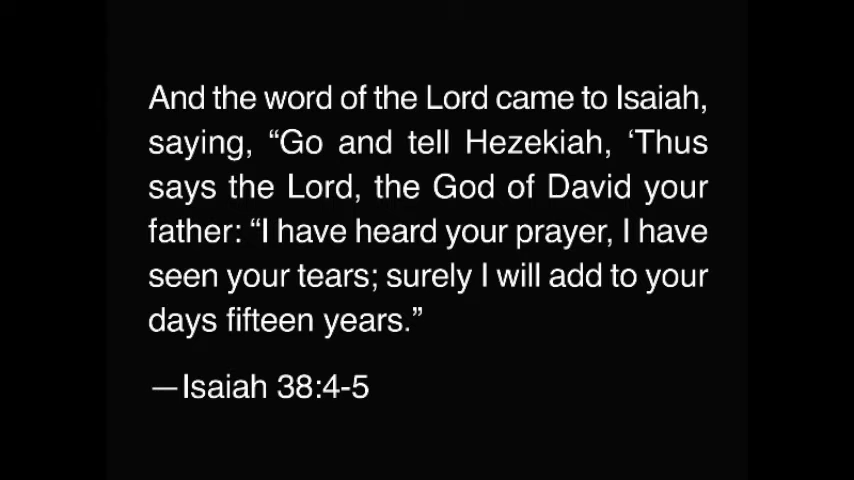 And the word of the Lord came to Isaiah,
saying, “Go and tell Hezekiah, ‘Thus
says the Lord, the God of David your
father: “I have heard your prayer, I have
seen your tears; surely I will add to your
days fifteen years.”
—Isaiah 38:4-5